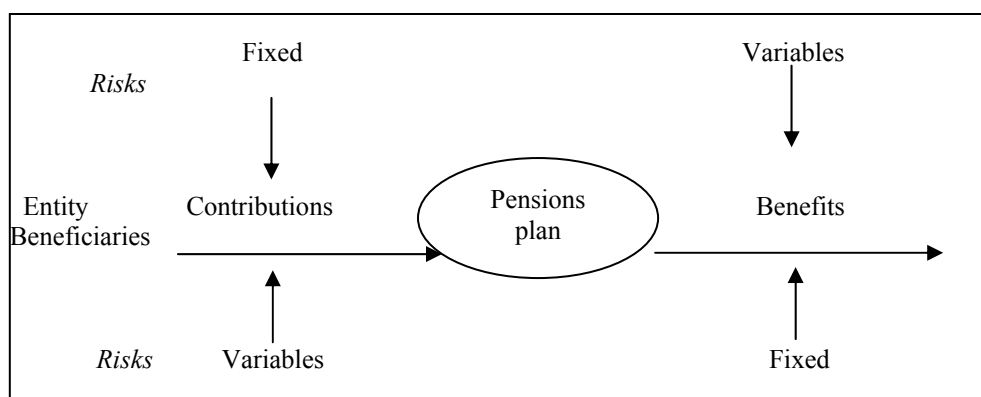 Fixed
Variables
Risks
Pensions
plan
Entity
Beneficiaries
Contributions
Benefits
Risks
Variables
Fixed